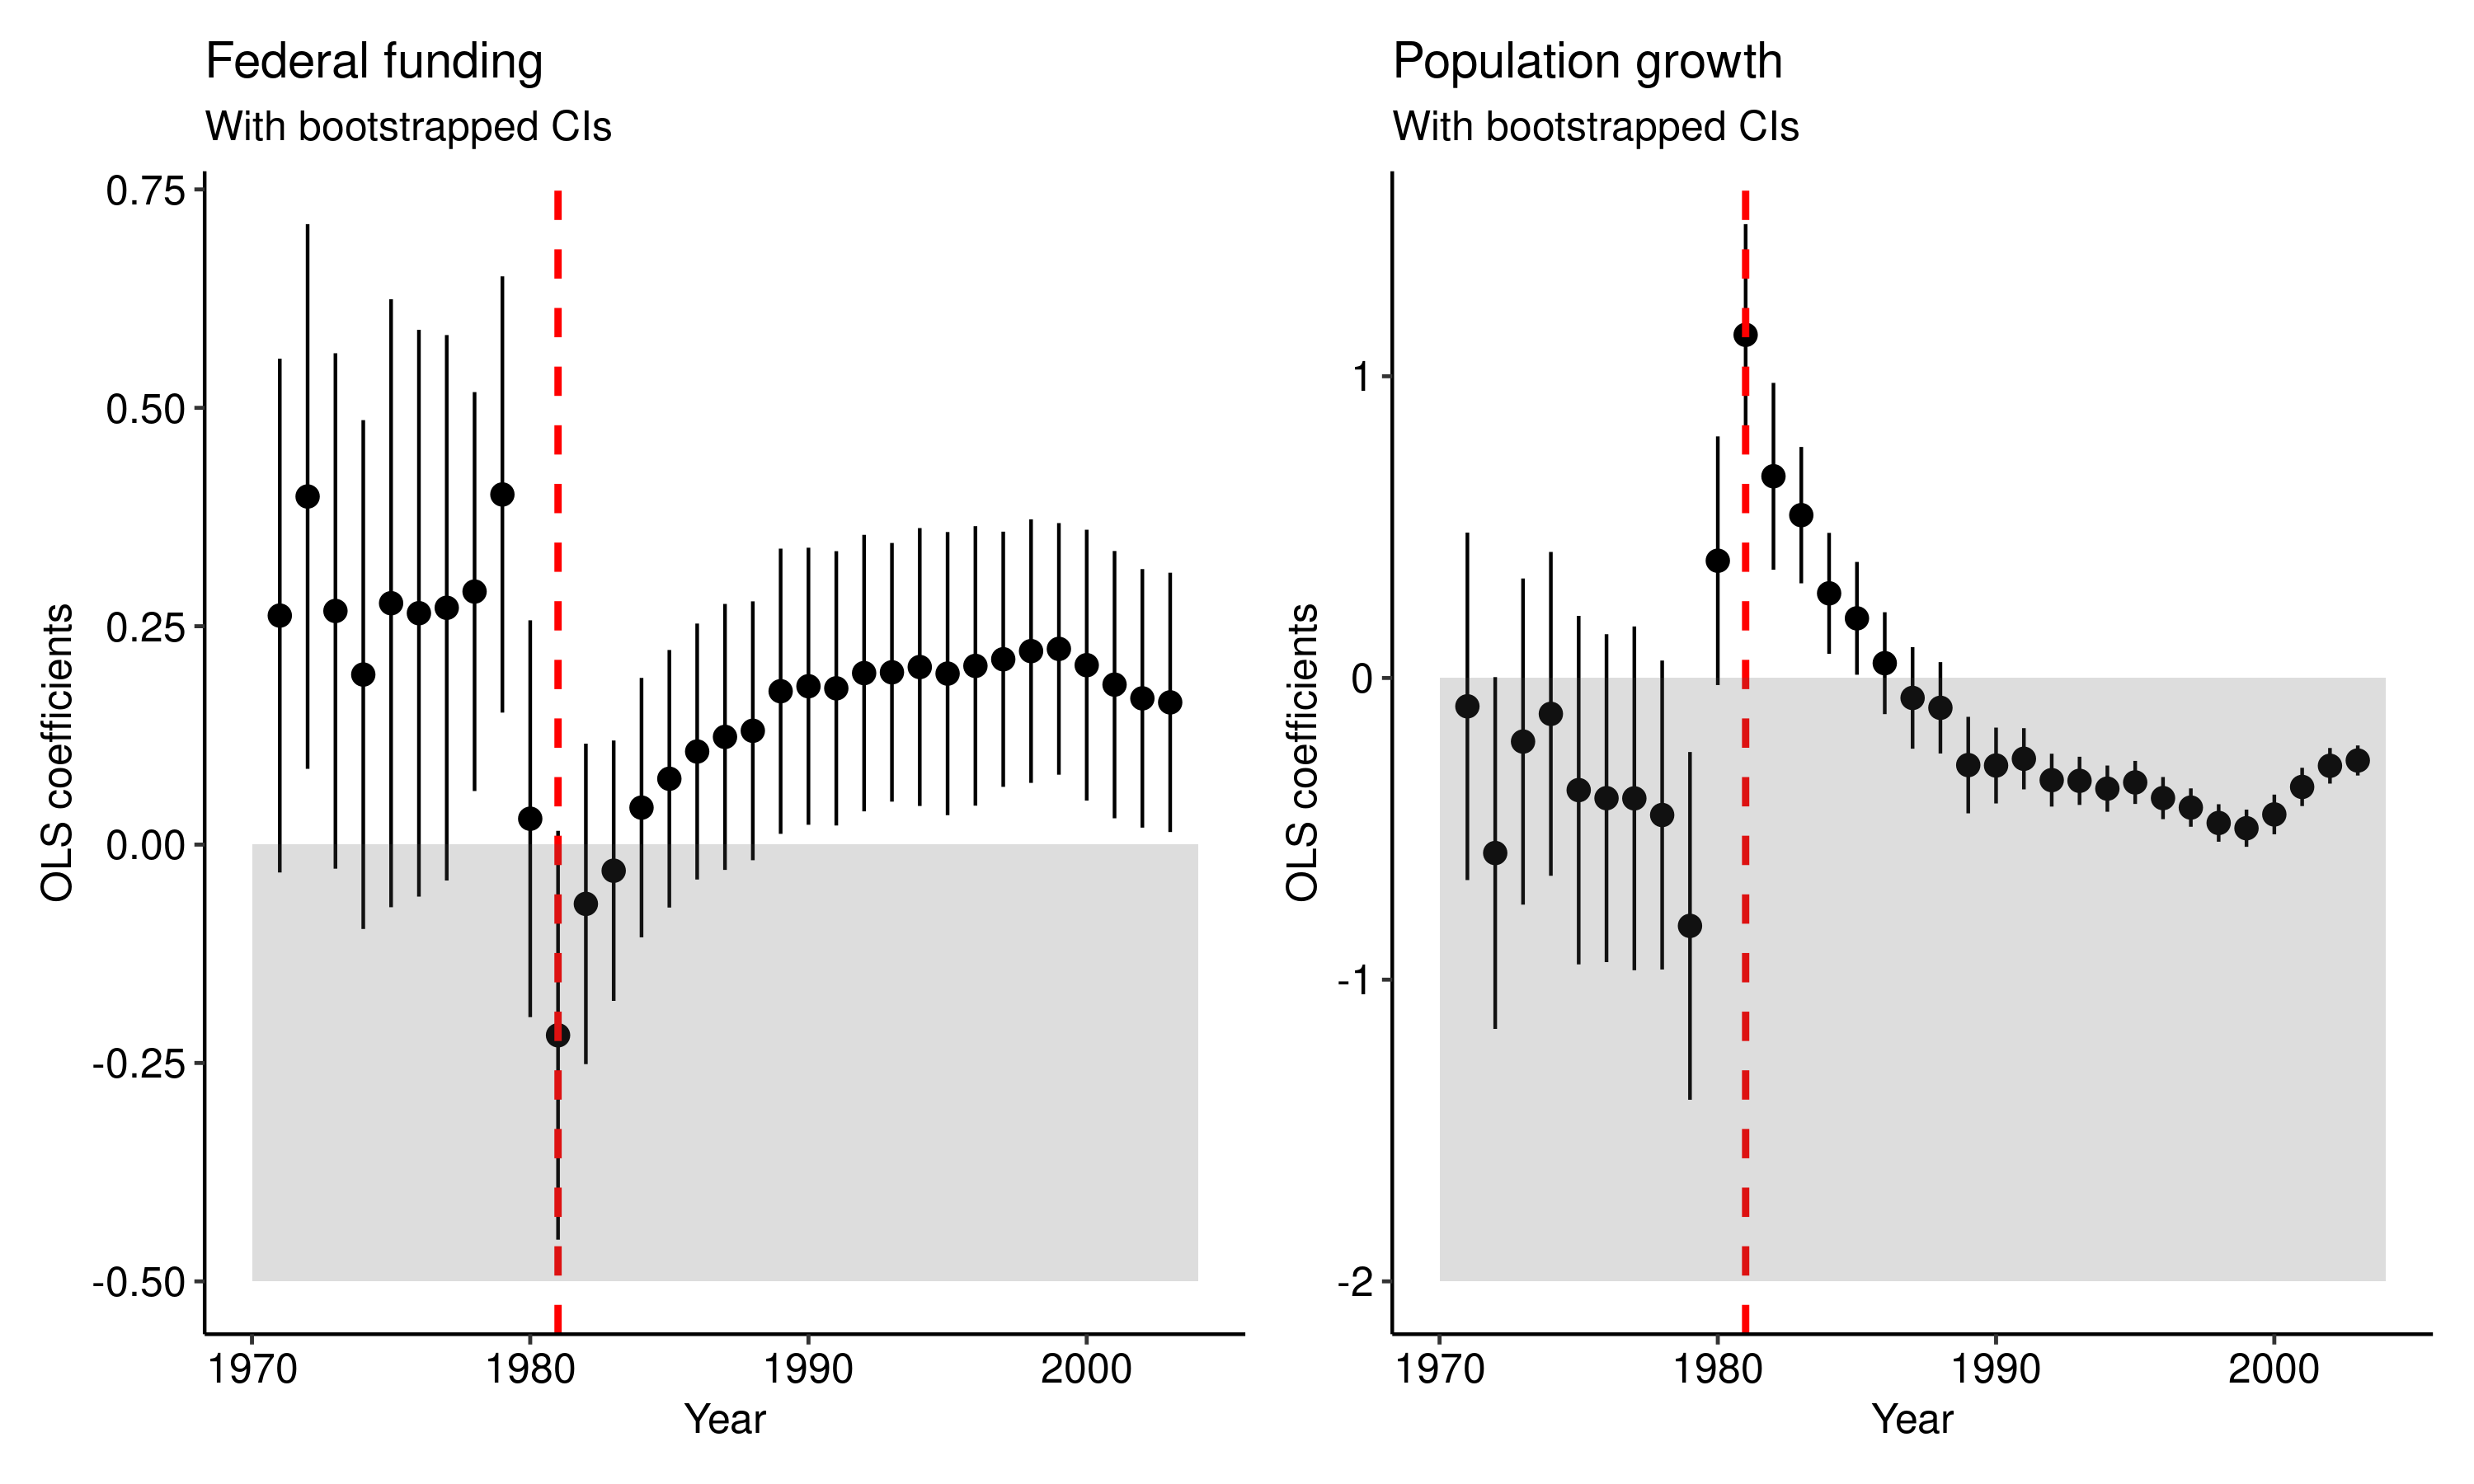 Federal funding
With bootstrapped CIs
0.75
0.50
0.25
0.00
-0.25
-0.50
OLS coefficients
1970 1980 1990 2000
Year
Population growth
With bootstrapped CIs
1
0
-1
-2
OLS coefficients
1970 1980 1990 2000
Year